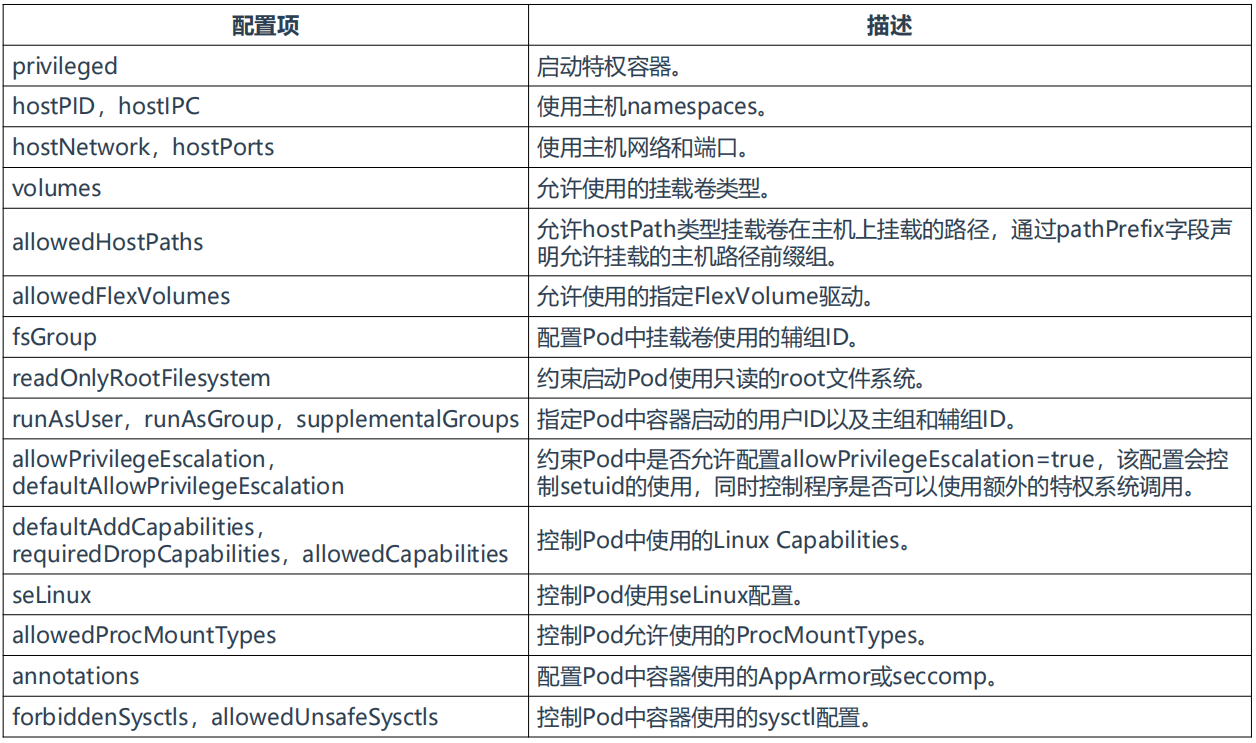 配置项 描述
privileged 启动特权容器。
hostPID，hostIPC 使用主机namespaces。
hostNetwork，hostPorts 使用主机网络和端口。
volumes 允许使用的挂载卷类型。
allowedHostPaths 允许hostPath类型挂载卷在主机上挂载的路径，通过pathPrefix字段声
明允许挂载的主机路径前缀组。
allowedFlexVolumes 允许使用的指定FlexVolume驱动。
fsGroup 配置Pod中挂载卷使用的辅组ID。
readOnlyRootFilesystem 约束启动Pod使用只读的root文件系统。
runAsUser，runAsGroup，supplementalGroups 指定Pod中容器启动的用户ID以及主组和辅组ID。
allowPrivilegeEscalation， 约束Pod中是否允许配置allowPrivilegeEscalation=true，该配置会控
defaultAllowPrivilegeEscalation 制setuid的使用，同时控制程序是否可以使用额外的特权系统调用。
defaultAddCapabilities，
requiredDropCapabilities，allowedCapabilities 控制Pod中使用的Linux Capabilities。
seLinux 控制Pod使用seLinux配置。
allowedProcMountTypes 控制Pod允许使用的ProcMountTypes。
annotations 配置Pod中容器使用的AppArmor或seccomp。
forbiddenSysctls，allowedUnsafeSysctls 控制Pod中容器使用的sysctl配置。